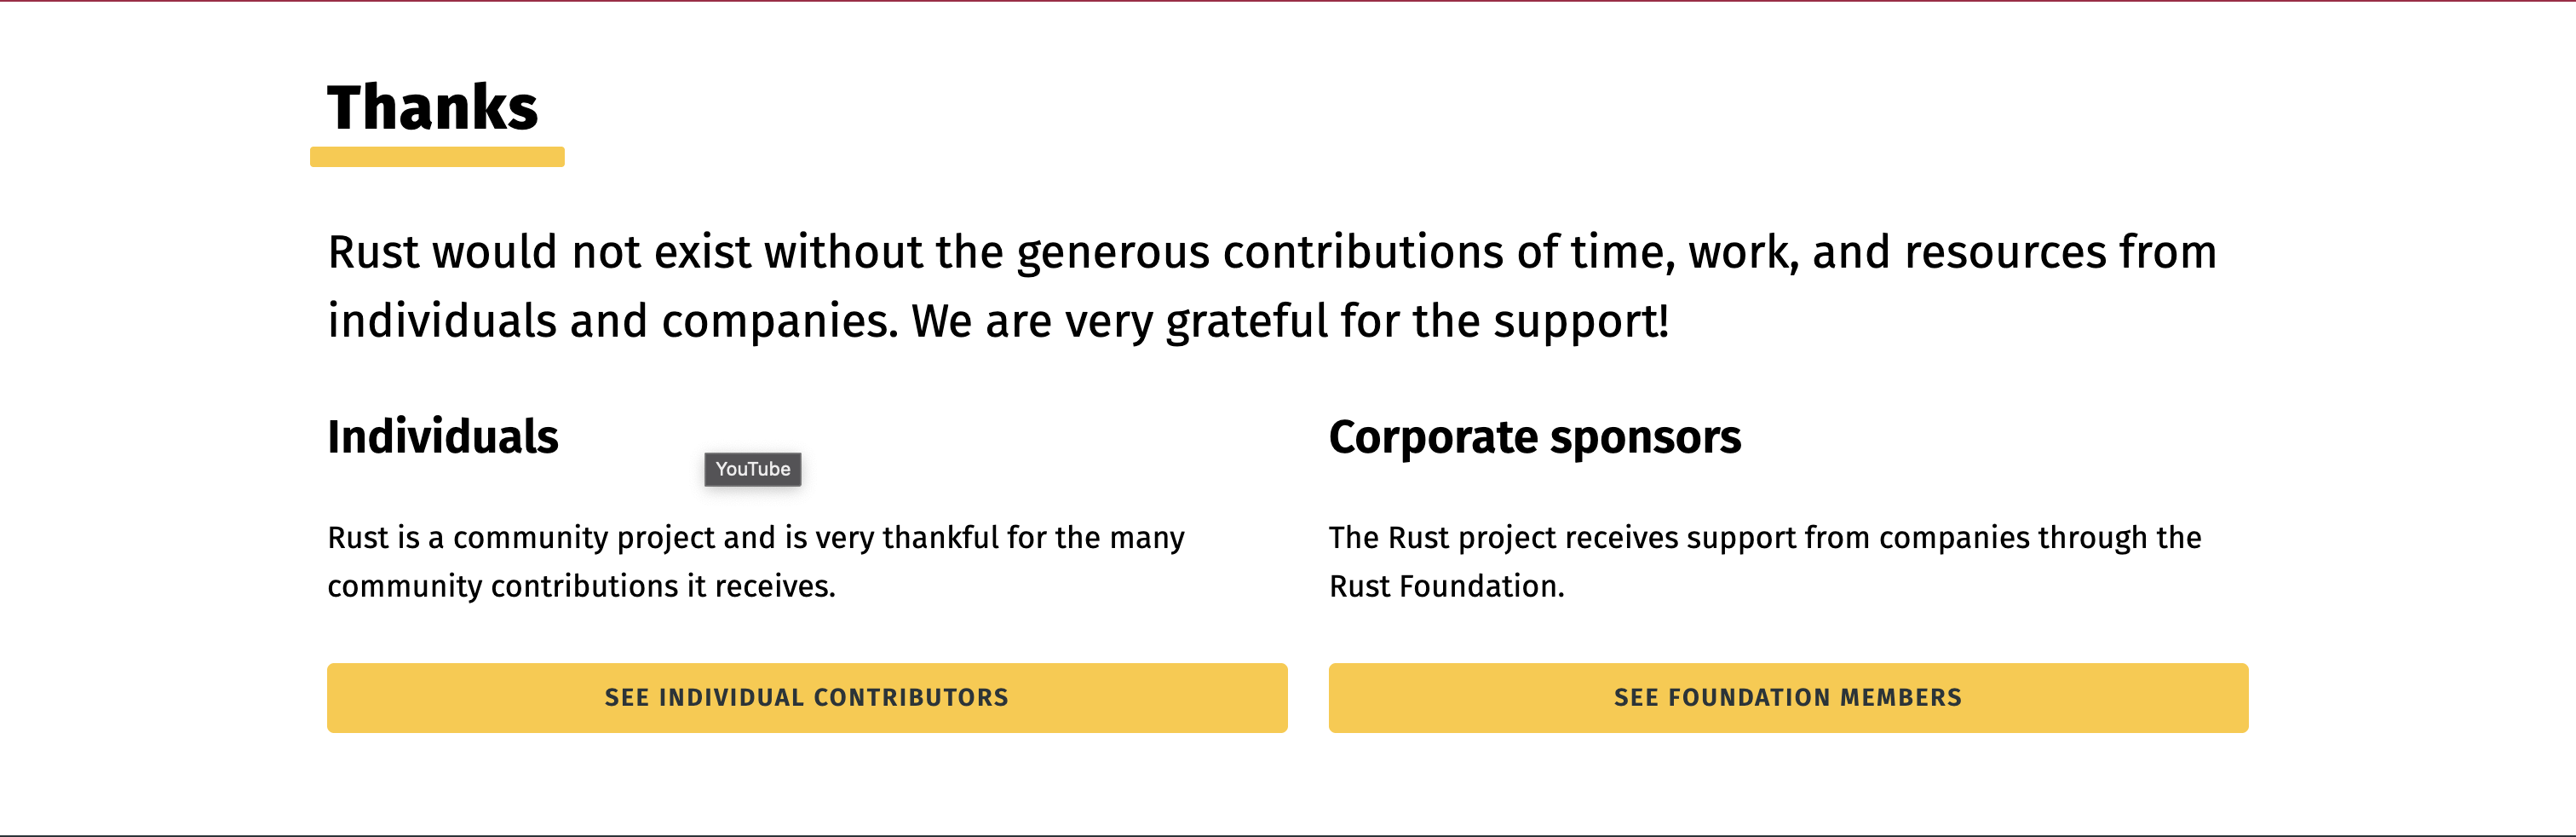 Thanks
Rust would not exist without the generous contributions of time, work, and resources from
individuals and companies. We are very grateful for the support!
Individuals
YouTube
Rust is a community project and is very thankful for the many
community contributions it receives.
SEE INDIVIDUAL CONTRIBUTORS
Corporate sponsors
The Rust project receives support from companies through the
Rust Foundation.
SEE FOUNDATION MEMBERS